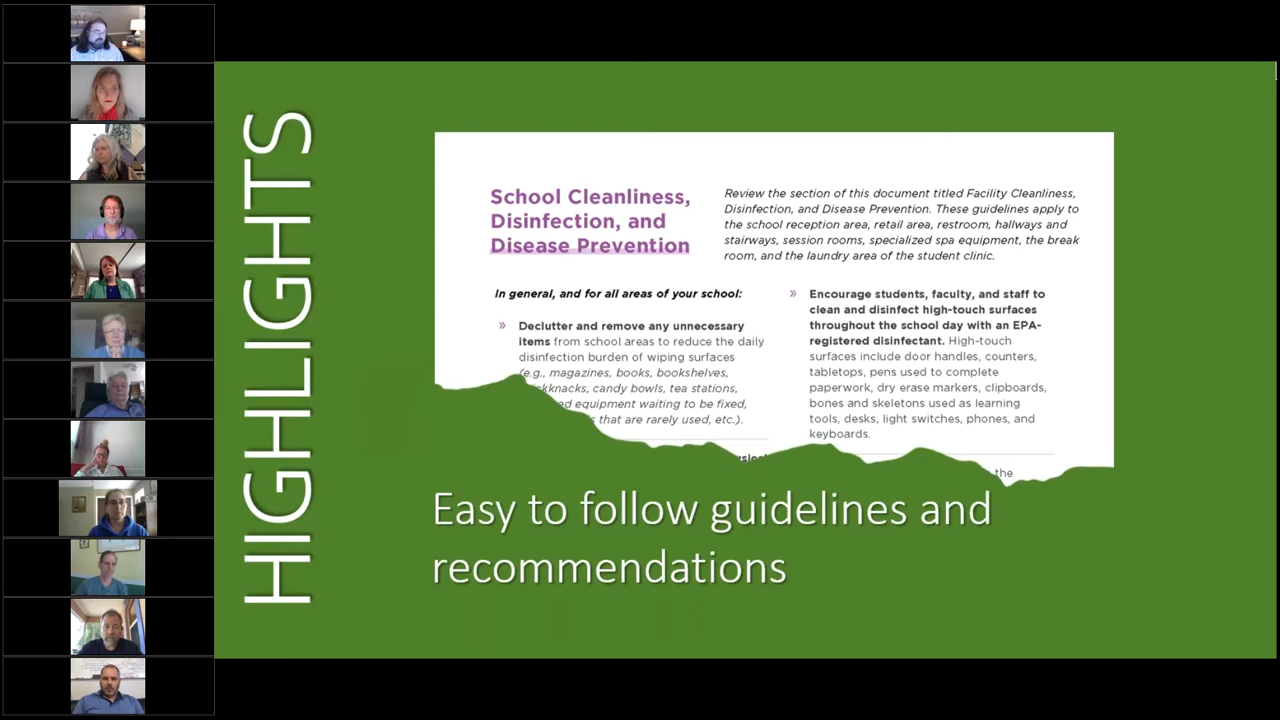 HIGHLIGHTS
School Cleanliness,
Disinfection, and
Disease Prevention
Review the section of this document titled Facility Cleanliness,
Disinfection, and Disease Prevention. These guidelines apply to
the school reception area, retail area, restroom, hallways and
stairways, session rooms, specialized spa equipment, the break
room, and the laundry area of the student clinic.
In general, and for all areas of your school:
» Declutter and remove any unnecessary
items from school areas to reduce the daily
disinfection burden of wiping surfaces
(e.g., magazines, books, bookshelves,
candy bowls, tea stations,
equipment waiting to be fixed,
that are rarely used, etc.).
» Encourage students, faculty, and staff to
clean and disinfect high-touch surfaces
throughout the school day with an EPA-
registered disinfectant. High-touch
surfaces include door handles, counters,
tabletops, pens used to complete
paperwork, dry erase markers, clipboards,
bones and skeletons used as learning
tools, desks, light switches, phones, and
keyboards.
the
Easy to follow guidelines and
recommendations